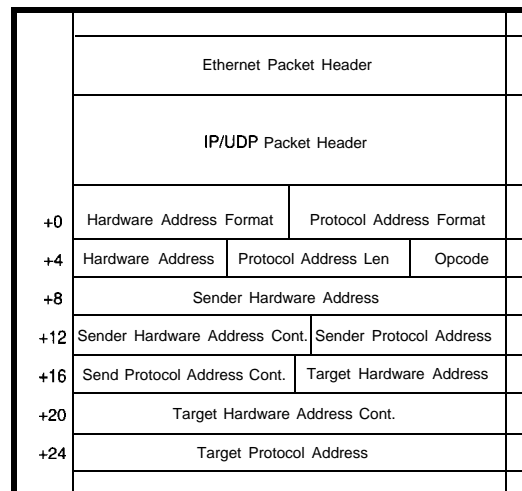 Ethernet Packet Header
IP/UDP Packet Header
+0 Hardware Address Format Protocol Address Format
+4 Hardware Address Protocol Address Len Opcode
+8 Sender Hardware Address
+12 Sender Hardware Address Cont. Sender Protocol Address
+16 Send Protocol Address Cont. Target Hardware Address
+20 Target Hardware Address Cont.
+24 Target Protocol Address